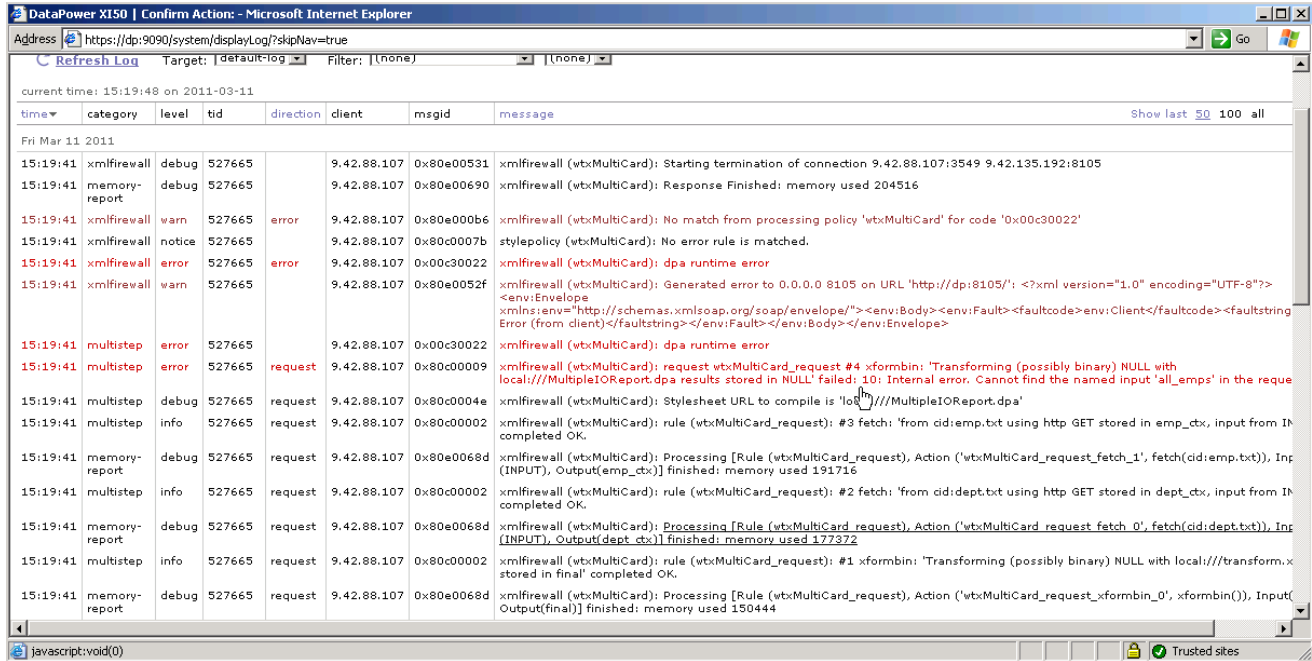 DataPower XI50 | Confirm Action: - Microsoft Internet Explorer
Address https://dp:9090/system/displayLog/?skipNav=true Go
Refresh Log Target: default-log Filter: (none) (none)
current time: 15:19:48 on 2011-03-11
time category level tid direction client msgid message Show last 50 100 all
Fri Mar 11 2011
15:19:41 xmlfirewall debug 527665 9.42.88.107 0x80e00531 xmlfirewall (wtxMultiCard): Starting termination of connection 9.42.88.107:3549 9.42.135.192:8105
15:19:41 memory- debug 527665 9.42.88.107 0x80e00690 xmlfirewall (wtxMultiCard): Response Finished: memory used 204516
report
15:19:41 xmlfirewall warn 527665 error 9.42.88.107 0x80e000b6 xmlfirewall (wtxMultiCard): No match from processing policy 'wtxMultiCard' for code '0x00c30022'
15:19:41 xmlfirewall notice 527665 9.42.88.107 0x80c0007b stylepolicy (wtxMultiCard): No error rule is matched.
15:19:41 xmlfirewall error 527665 error 9.42.88.107 0x00c30022 xmlfirewall (wtxMultiCard): dpa runtime error
15:19:41 xmlfirewall warn 527665 9.42.88.107 0x80e0052f xmlfirewall (wtxMultiCard): Generated error to 0.0.0.0 8105 on URL 'http://dp:8105/': <?xml version="1.0" encoding="UTF-8"?>
<env:Envelope
xmlns:env="http://schemas.xmlsoap.org/soap/envelope/"><env:Body><env:Fault><faultcode>env:Client</faultcode><faultstring
Error (from client)</faultstring></env:Fault></env:Body></env:Envelope>
15:19:41 multistep error 527665 9.42.88.107 0x00c30022 xmlfirewall (wtxMultiCard): dpa runtime error
15:19:41 multistep error 527665 request 9.42.88.107 0x80c00009 xmlfirewall (wtxMultiCard): request wtxMultiCard_request #4 xformbin: 'Transforming (possibly binary) NULL with
local:///MultipleIOReport.dpa results stored in NULL' failed: 10: Internal error. Cannot find the named input 'all_emps' in the reque
15:19:41 multistep debug 527665 request 9.42.88.107 0x80c0004e xmlfirewall (wtxMultiCard): Stylesheet URL to compile is 'lo ///MultipleIOReport.dpa'
15:19:41 multistep info 527665 request 9.42.88.107 0x80c00002 xmlfirewall (wtxMultiCard): rule (wtxMultiCard_request): #3 fetch: 'from cid:emp.txt using http GET stored in emp_ctx, input from IN
completed OK.
15:19:41 memory- debug 527665 request 9.42.88.107 0x80e0068d xmlfirewall (wtxMultiCard): Processing [Rule (wtxMultiCard_request), Action ('wtxMultiCard_request_fetch_1', fetch(cid:emp.txt)), Inp
report (INPUT), Output(emp_ctx)] finished: memory used 191716
15:19:41 multistep info 527665 request 9.42.88.107 0x80c00002 xmlfirewall (wtxMultiCard): rule (wtxMultiCard_request): #2 fetch: 'from cid:dept.txt using http GET stored in dept_ctx, input from IN
completed OK.
15:19:41 memory- debug 527665 request 9.42.88.107 0x80e0068d xmlfirewall (wtxMultiCard): Processing [Rule (wtxMultiCard_request), Action ('wtxMultiCard_request_fetch_0', fetch(cid:dept.txt)), Inp
report (INPUT), Output(dept_ctx)] finished: memory used 177372
15:19:41 multistep info 527665 request 9.42.88.107 0x80c00002 xmlfirewall (wtxMultiCard): rule (wtxMultiCard_request): #1 xformbin: 'Transforming (possibly binary) NULL with local:///transform.x
stored in final' completed OK.
15:19:41 memory- debug 527665 request 9.42.88.107 0x80e0068d xmlfirewall (wtxMultiCard): Processing [Rule (wtxMultiCard_request), Action ('wtxMultiCard_request_xformbin_0', xformbin()), Input(
report Output(final)] finished: memory used 150444
javascript:void(0) Trusted sites